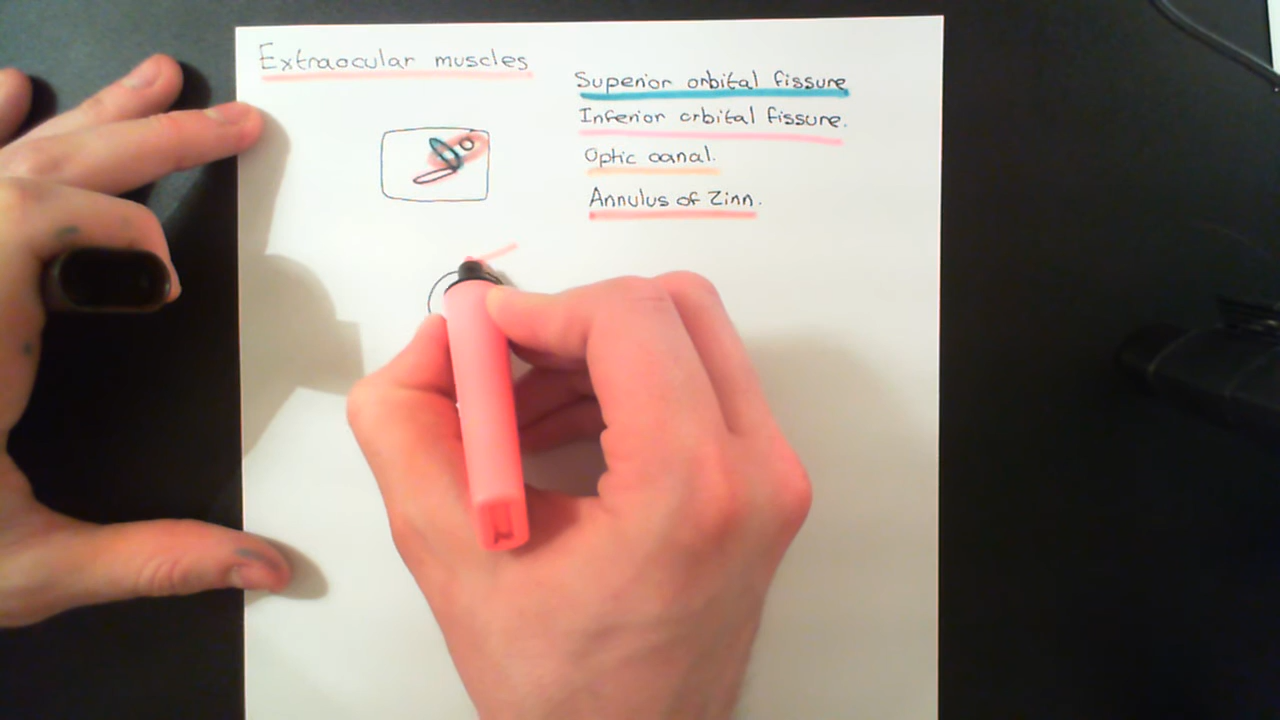 Extraocular muscles
Superior orbital fissure
Inferior orbital fissure.
Optic canal.
Annulus of Zinn.